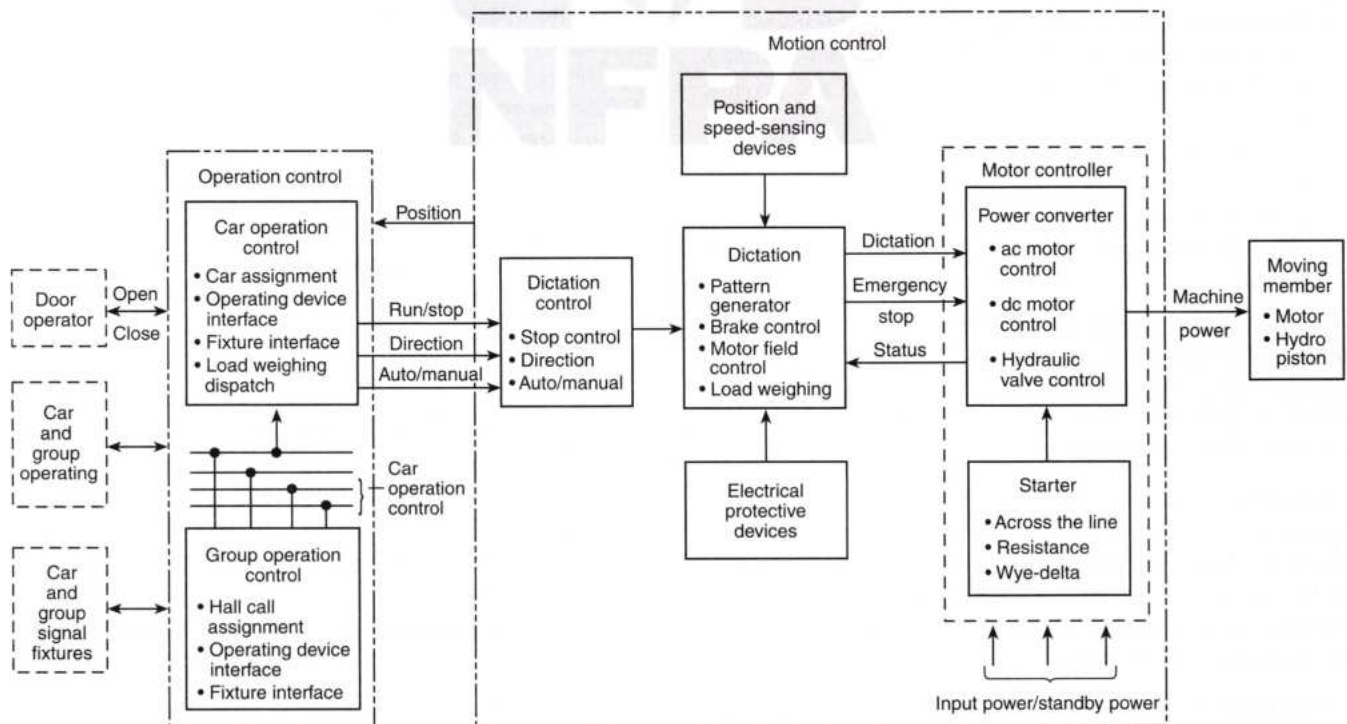 NFPA
Motion control
Position and
speed-sensing
devices
Operation control
Motor controller
Car operation
control
• Car assignment
• Operating device
interface
• Fixture interface
• Load weighing
dispatch
Position
Power converter
• ac motor
control
• dc motor
control
• Hydraulic
valve control
Door
operator
Open
Close
Run/stop
Direction
Auto/manual
Dictation
control
• Stop control
• Direction
• Auto/manual
Dictation
• Pattern
generator
• Brake control
• Motor field
control
• Load weighing
Dictation
Emergency
stop
Status
Machine
power
Moving
member
• Motor
• Hydro
piston
Car
and
group
operating
Car
operation
control
Electrical
protective
devices
Starter
• Across the line
• Resistance
• Wye-delta
Car
and
group
signal
fixtures
Group operation
control
• Hall call
assignment
• Operating device
interface
• Fixture interface
Input power/standby power